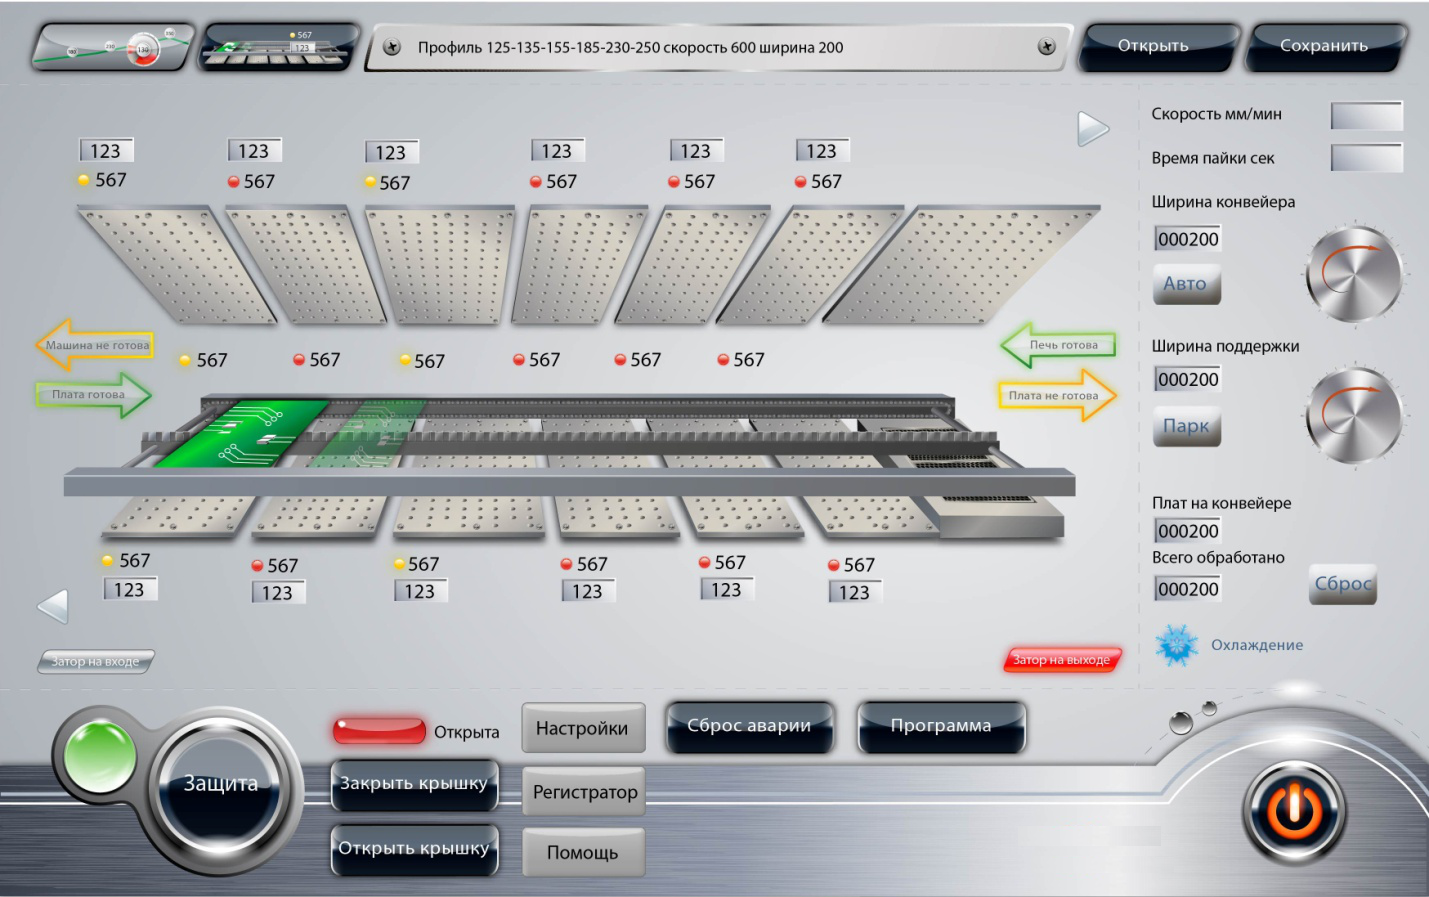 130
567
123
Профиль 125-135-155-185-230-250 скорость 600 ширина 200
Открыть
Сохранить
Скорость мм/мин
Время пайки сек
Ширина конвейера
000200
Авто
Ширина поддержки
000200
Парк
Плат на конвейере
000200
Всего обработано
000200
Сброс
Охлаждение
123 123 123 123 123 123
567 567 567 567 567 567
Машина не готова
Плата готова
567 567 567 567 567 567
Печь готова
Плата не готова
567 567 567 567 567 567
123 123 123 123 123 123
Затор на входе
Затор на выходе
Защита
Открыта
Закрыть крышку
Открыть крышку
Настройки
Регистратор
Помощь
Сброс аварии
Программа